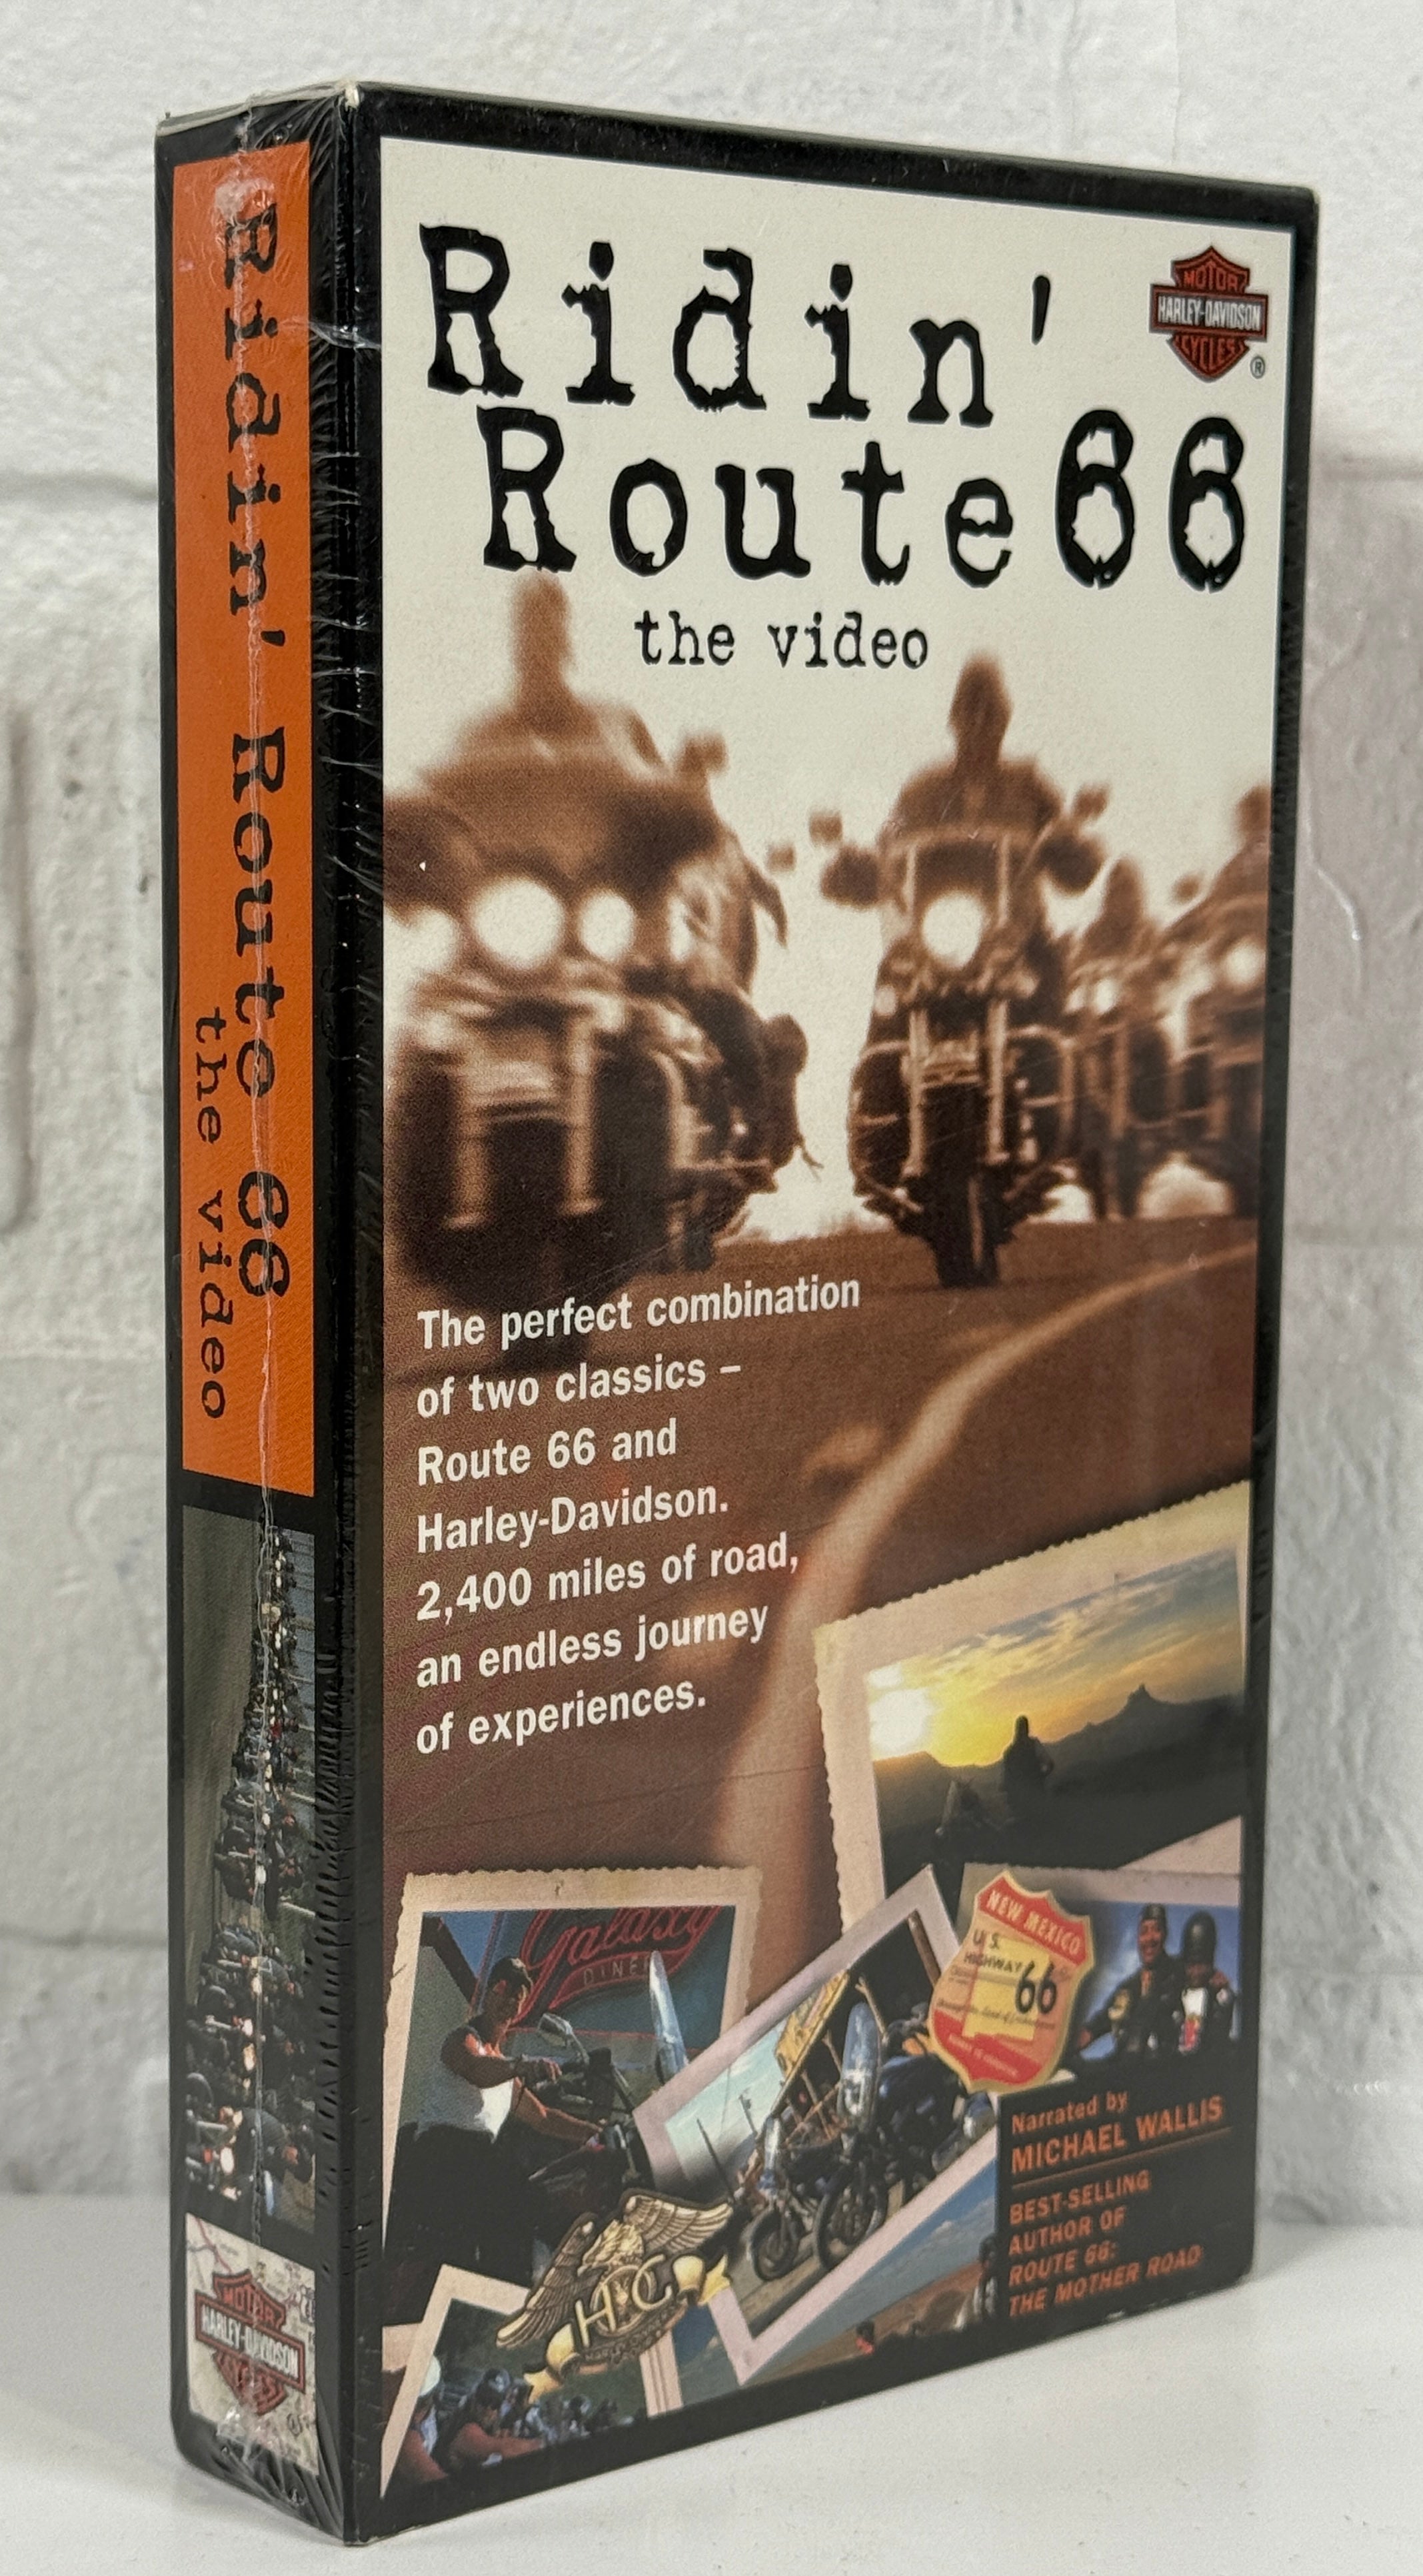 Ridin' Route 66
the video
MOTOR
HARLEY-DAVIDSON
CYCLES
Ridin'
Route 66
the video
MOTOR
HARLEY-DAVIDSON
CYCLES
®
The perfect combination
of two classics –
Route 66 and
Harley-Davidson.
2,400 miles of road,
an endless journey
of experiences.
Galaxy
DINER
NEW MEXICO
U.S.
HIGHWAY 66
HOG
Narrated by
MICHAEL WALLIS
BEST-SELLING
AUTHOR OF
ROUTE 66:
THE MOTHER ROAD